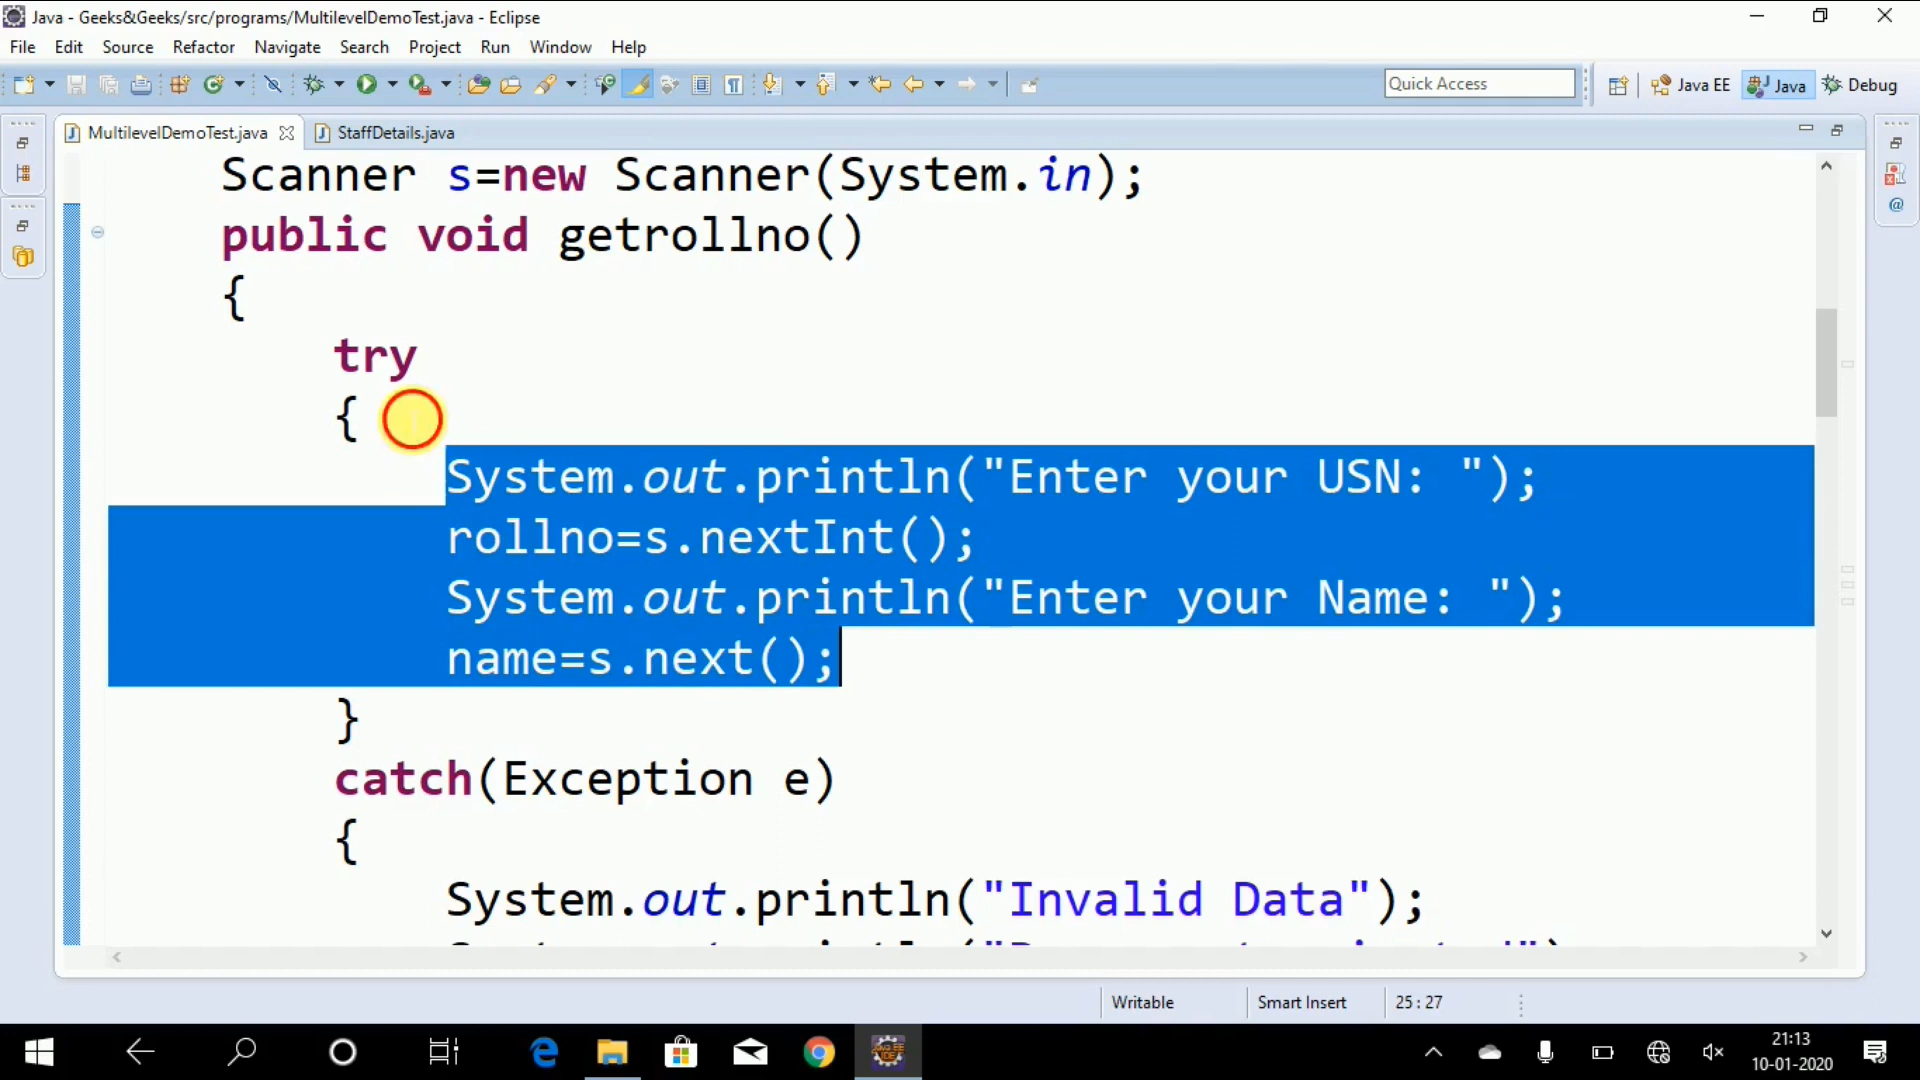 Java - Geeks&Geeks/src/programs/MultilevelDemoTest.java - Eclipse
File Edit Source Refactor Navigate Search Project Run Window Help
Quick Access
Java EE
Java
Debug
MultilevelDemoTest.java
StaffDetails.java
Scanner s=new Scanner(System.in);
public void getrollno()
{
try
{
System.out.println("Enter your USN: ");
rollno=s.nextInt();
System.out.println("Enter your Name: ");
name=s.next();
}
catch(Exception e)
{
System.out.println("Invalid Data");
Writable
Smart Insert
25 : 27
21:13
10-01-2020